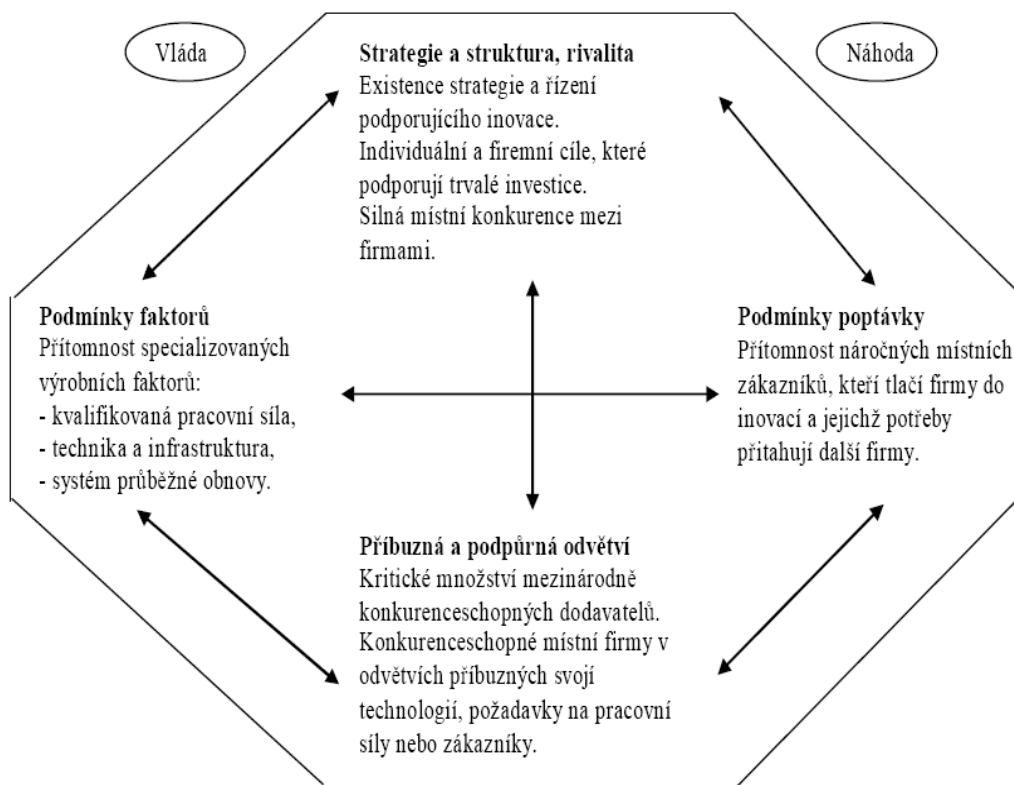 Vláda
Náhoda
Strategie a struktura, rivalita
Existence strategie a řízení
podporujícího inovace.
Individuální a firemní cíle, které
podporují trvalé investice.
Silná místní konkurence mezi
firmami.
Podmínky faktorů
Přítomnost specializovaných
výrobních faktorů:
- kvalifikovaná pracovní síla,
- technika a infrastruktura,
- systém průběžné obnovy.
Podmínky poptávky
Přítomnost náročných místních
zákazníků, kteří tlačí firmy do
inovací a jejichž potřeby
přitahují další firmy.
Příbuzná a podpůrná odvětví
Kritické množství mezinárodně
konkurenceschopných dodavatelů.
Konkurenceschopné místní firmy v
odvětvích příbuzných svojí
technologií, požadavky na pracovní
síly nebo zákazníky.